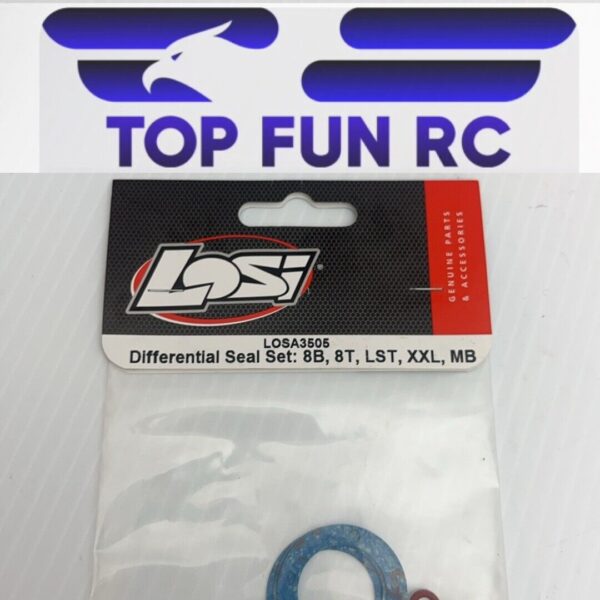 TOP FUN RC
Losi
GENUINE PARTS
& ACCESSORIES
LOSA3505
Differential Seal Set: 8B, 8T, LST, XXL, MB